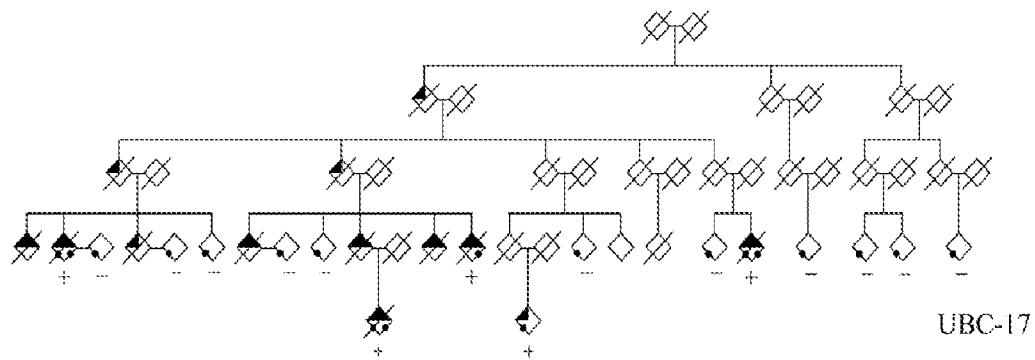 + − − − − − + − − + − − − −
+ +
UBC-17